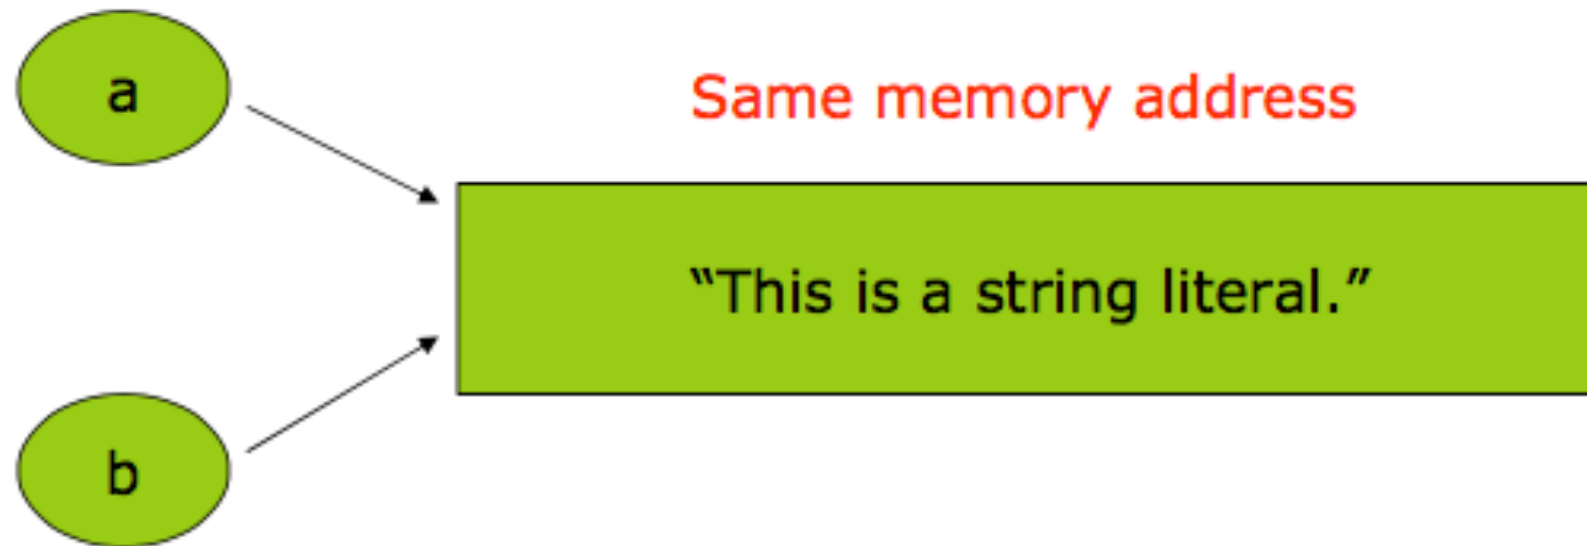 a
Same memory address
“This is a string literal.”
b